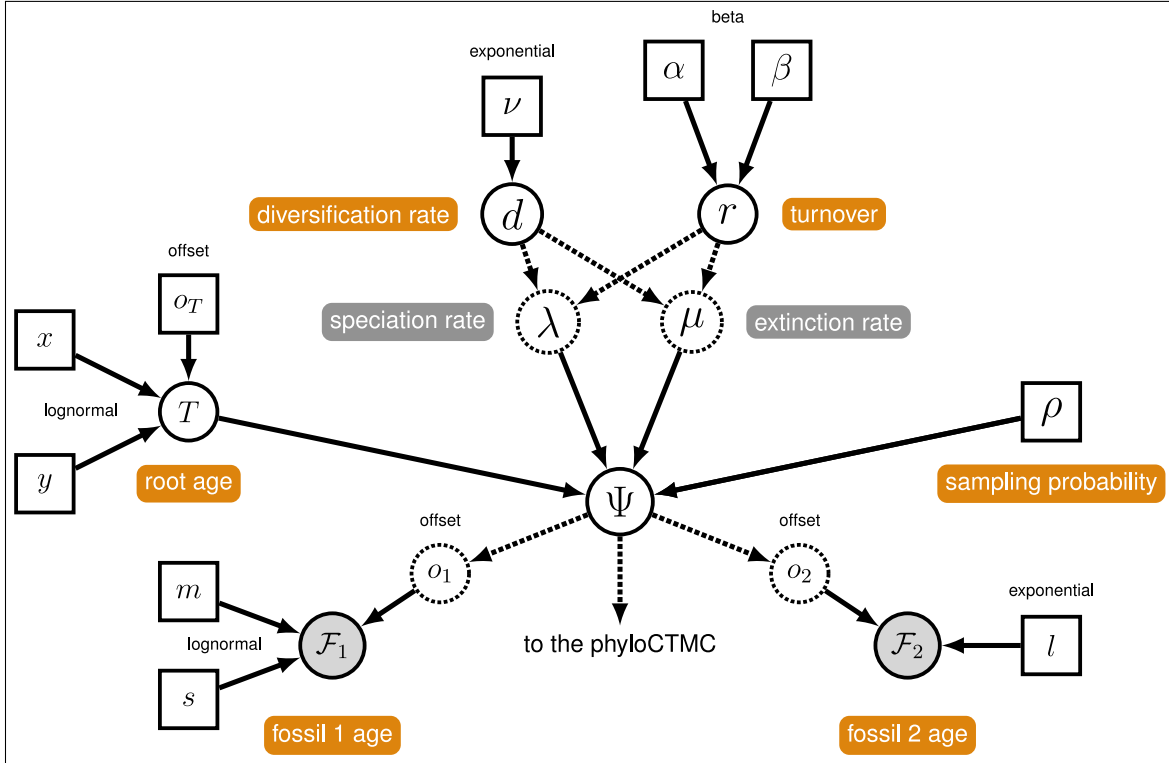 beta
exponential
α
β
ν
diversification rate
d
r
turnover
offset
o_T
speciation rate
λ
μ
extinction rate
x
lognormal
T
ρ
y
root age
sampling probability
Ψ
offset
offset
o_1
o_2
m
exponential
lognormal
F_1
to the phyloCTMC
F_2
l
s
fossil 1 age
fossil 2 age